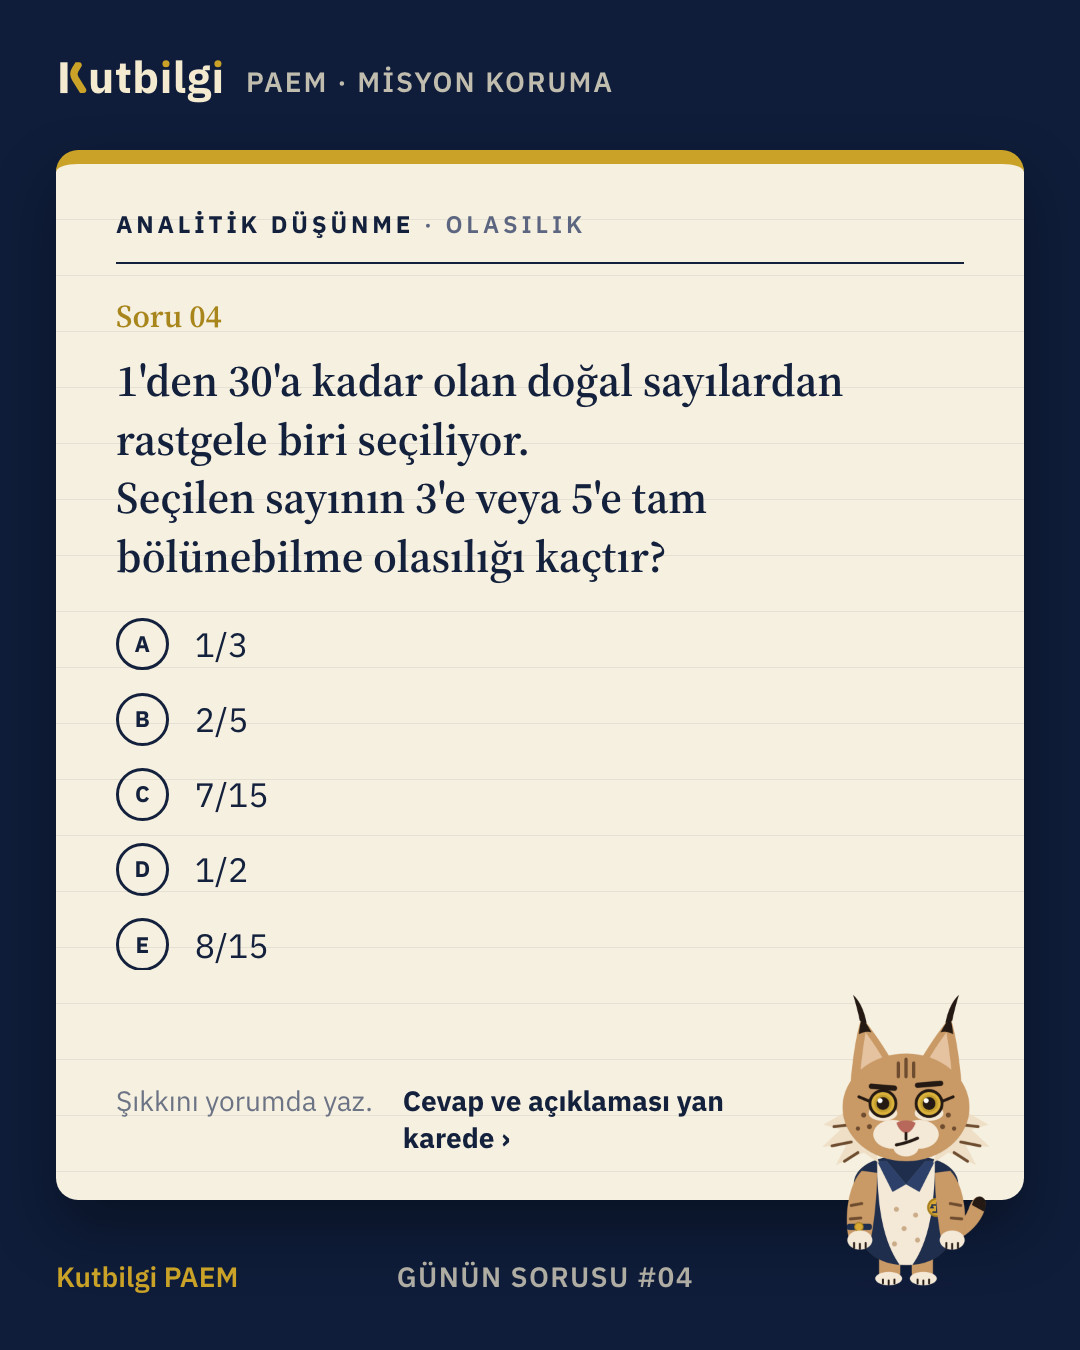 Kutbilgi PAEM · MİSYON KORUMA
ANALİTİK DÜŞÜNME · OLASILIK
Soru 04
1'den 30'a kadar olan doğal sayılardan
rastgele biri seçiliyor.
Seçilen sayının 3'e veya 5'e tam
bölünebilme olasılığı kaçtır?
A 1/3
B 2/5
C 7/15
D 1/2
E 8/15
Şıkkını yorumda yaz. Cevap ve açıklaması yan
karede ›
Kutbilgi PAEM GÜNÜN SORUSU #04